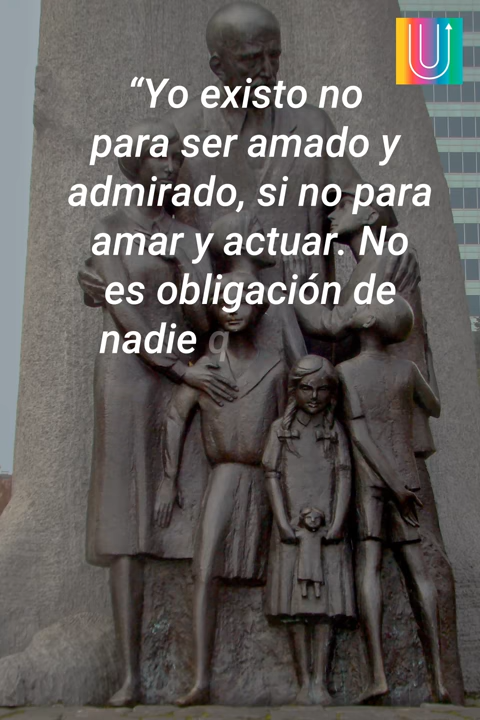 “Yo existo no
para ser amado y
admirado, si no para
amar y actuar. No
es obligación de
nadie q
U